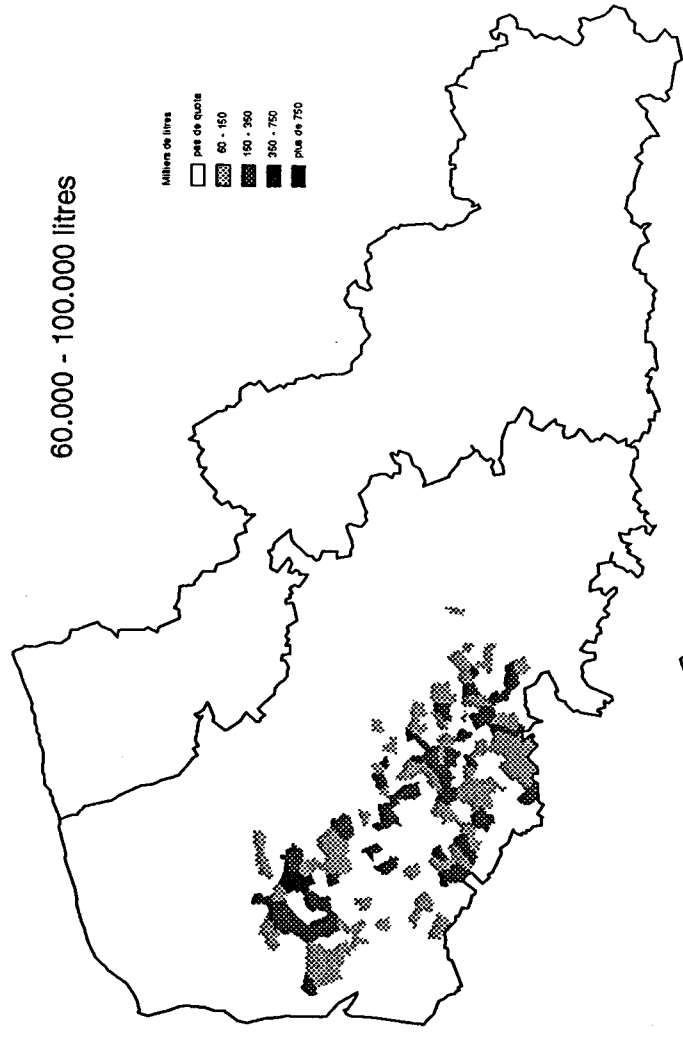 60.000 - 100.000 litres
Milliers de litres
pas de quota
60 - 150
150 - 350
350 - 750
plus de 750